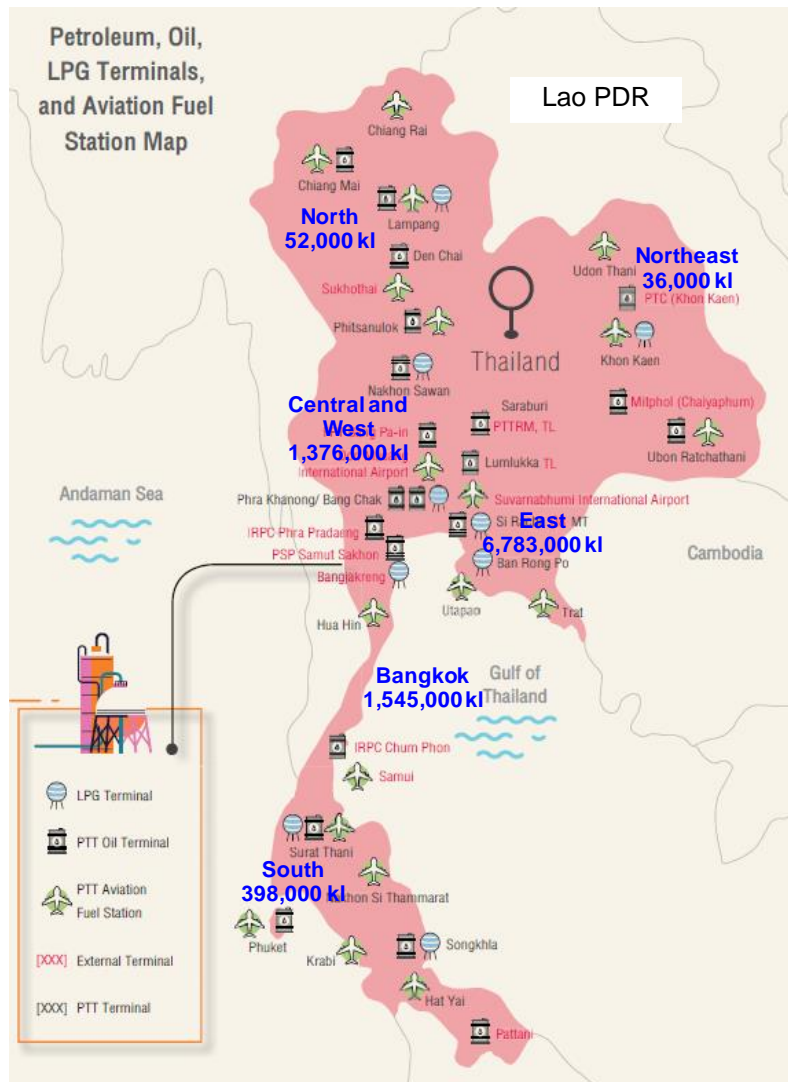 Petroleum, Oil,
LPG Terminals,
and Aviation Fuel
Station Map
Lao PDR
Chiang Rai
Chiang Mai
Lampang
North
52,000 kl
Den Chai
Udon Thani
Northeast
36,000 kl
Sukhothai
PTC (Khon Kaen)
Phitsanulok
Khon Kaen
Thailand
Nakhon Sawan
Mitphol (Chaiyaphum)
Saraburi
PTTRM, TL
Central and
West
1,376,000 kl
Pa-in
International Airport
Ubon Ratchathani
Lumlukka TL
Andaman Sea
Phra Khanong/ Bang Chak
Suvarnabhumi International Airport
IRPC Phra Pradaeng
Si
MT
East
6,783,000 kl
PSP Samut Sakhon
Ban Rong Po
Cambodia
Bangjakreng
Utapao
Trat
Hua Hin
Bangkok
1,545,000 kl
Gulf of
Thailand
IRPC Chum Phon
Samui
LPG Terminal
PTT Oil Terminal
PTT Aviation
Fuel Station
[XXX] External Terminal
[XXX] PTT Terminal
Surat Thani
South
398,000 kl
Si Thammarat
Phuket
Krabi
Songkhla
Hat Yai
Pattani